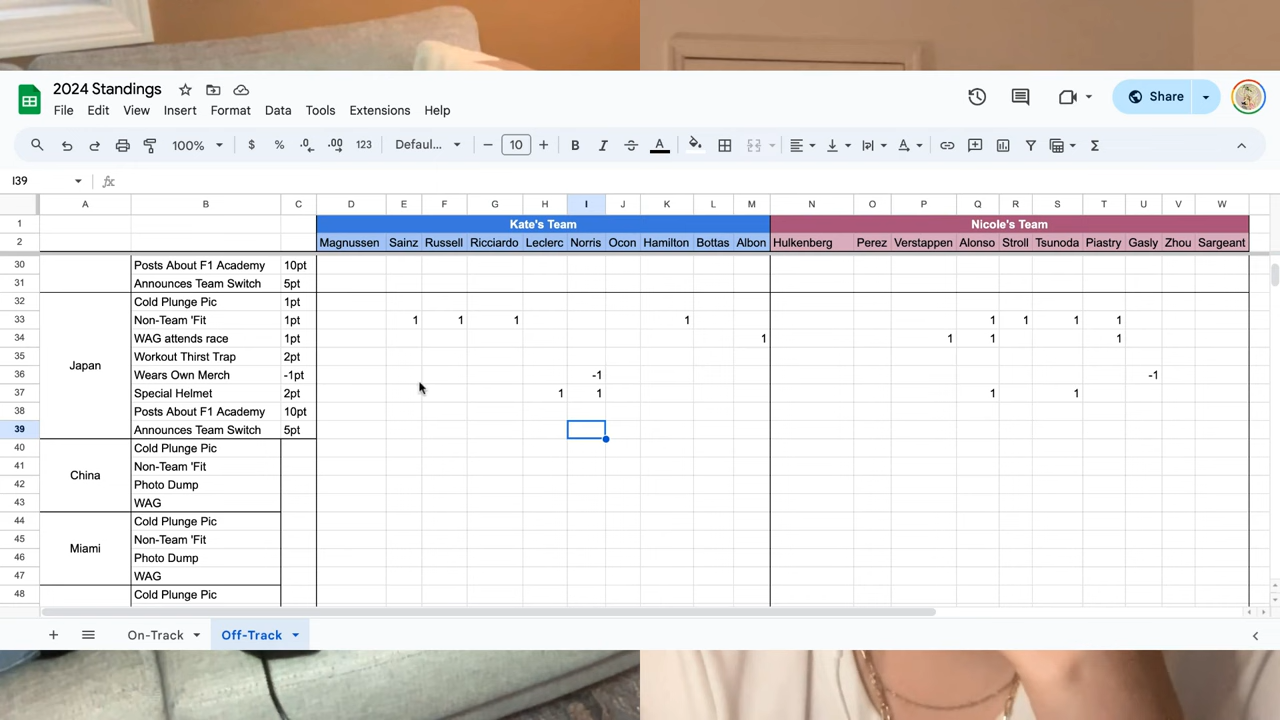 2024 Standings
File Edit View Insert Format Data Tools Extensions Help
Share
100% $ % .0 .00 123 Defaul... 10 B I A Σ
I39 fx
A B C D E F G H I J K L M N O P Q R S T U V W
1 Kate's Team Nicole's Team
2 Magnussen Sainz Russell Ricciardo Leclerc Norris Ocon Hamilton Bottas Albon Hulkenberg Perez Verstappen Alonso Stroll Tsunoda Piastry Gasly Zhou Sargeant
30 Posts About F1 Academy 10pt
31 Announces Team Switch 5pt
32 Cold Plunge Pic 1pt
33 Non-Team 'Fit 1pt 1 1 1 1 1 1 1 1
34 WAG attends race 1pt 1 1 1 1
35 Workout Thirst Trap 2pt
Japan
36 Wears Own Merch -1pt -1 -1
37 Special Helmet 2pt 1 1 1 1
38 Posts About F1 Academy 10pt
39 Announces Team Switch 5pt
40 Cold Plunge Pic
41 Non-Team 'Fit
China
42 Photo Dump
43 WAG
44 Cold Plunge Pic
45 Non-Team 'Fit
Miami
46 Photo Dump
47 WAG
48 Cold Plunge Pic
On-Track Off-Track